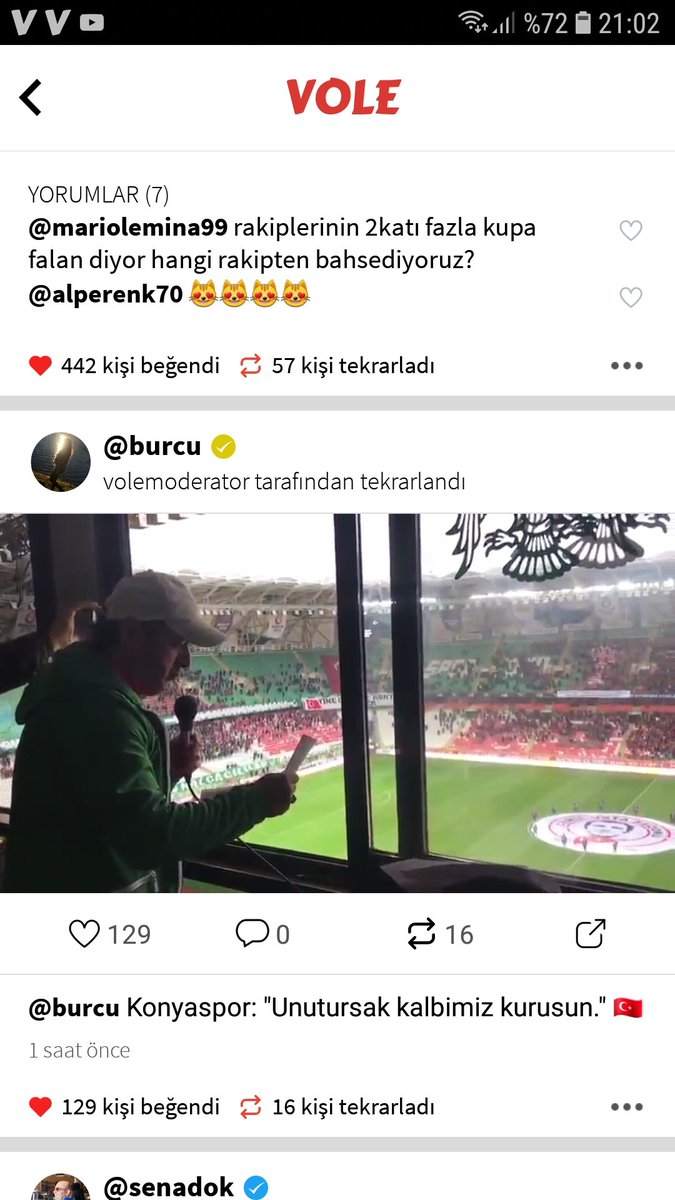 %72 21:02
VOLE
YORUMLAR (7)
@mariolemina99 rakiplerinin 2katı fazla kupa
falan diyor hangi rakipten bahsediyoruz?
@alperenk70 😻😻😻😻
442 kişi beğendi 57 kişi tekrarladı
@burcu
volemoderator tarafından tekrarlandı
129 0 16
@burcu Konyaspor: "Unutursak kalbimiz kurusun." 🇹🇷
1 saat önce
129 kişi beğendi 16 kişi tekrarladı
@senadok